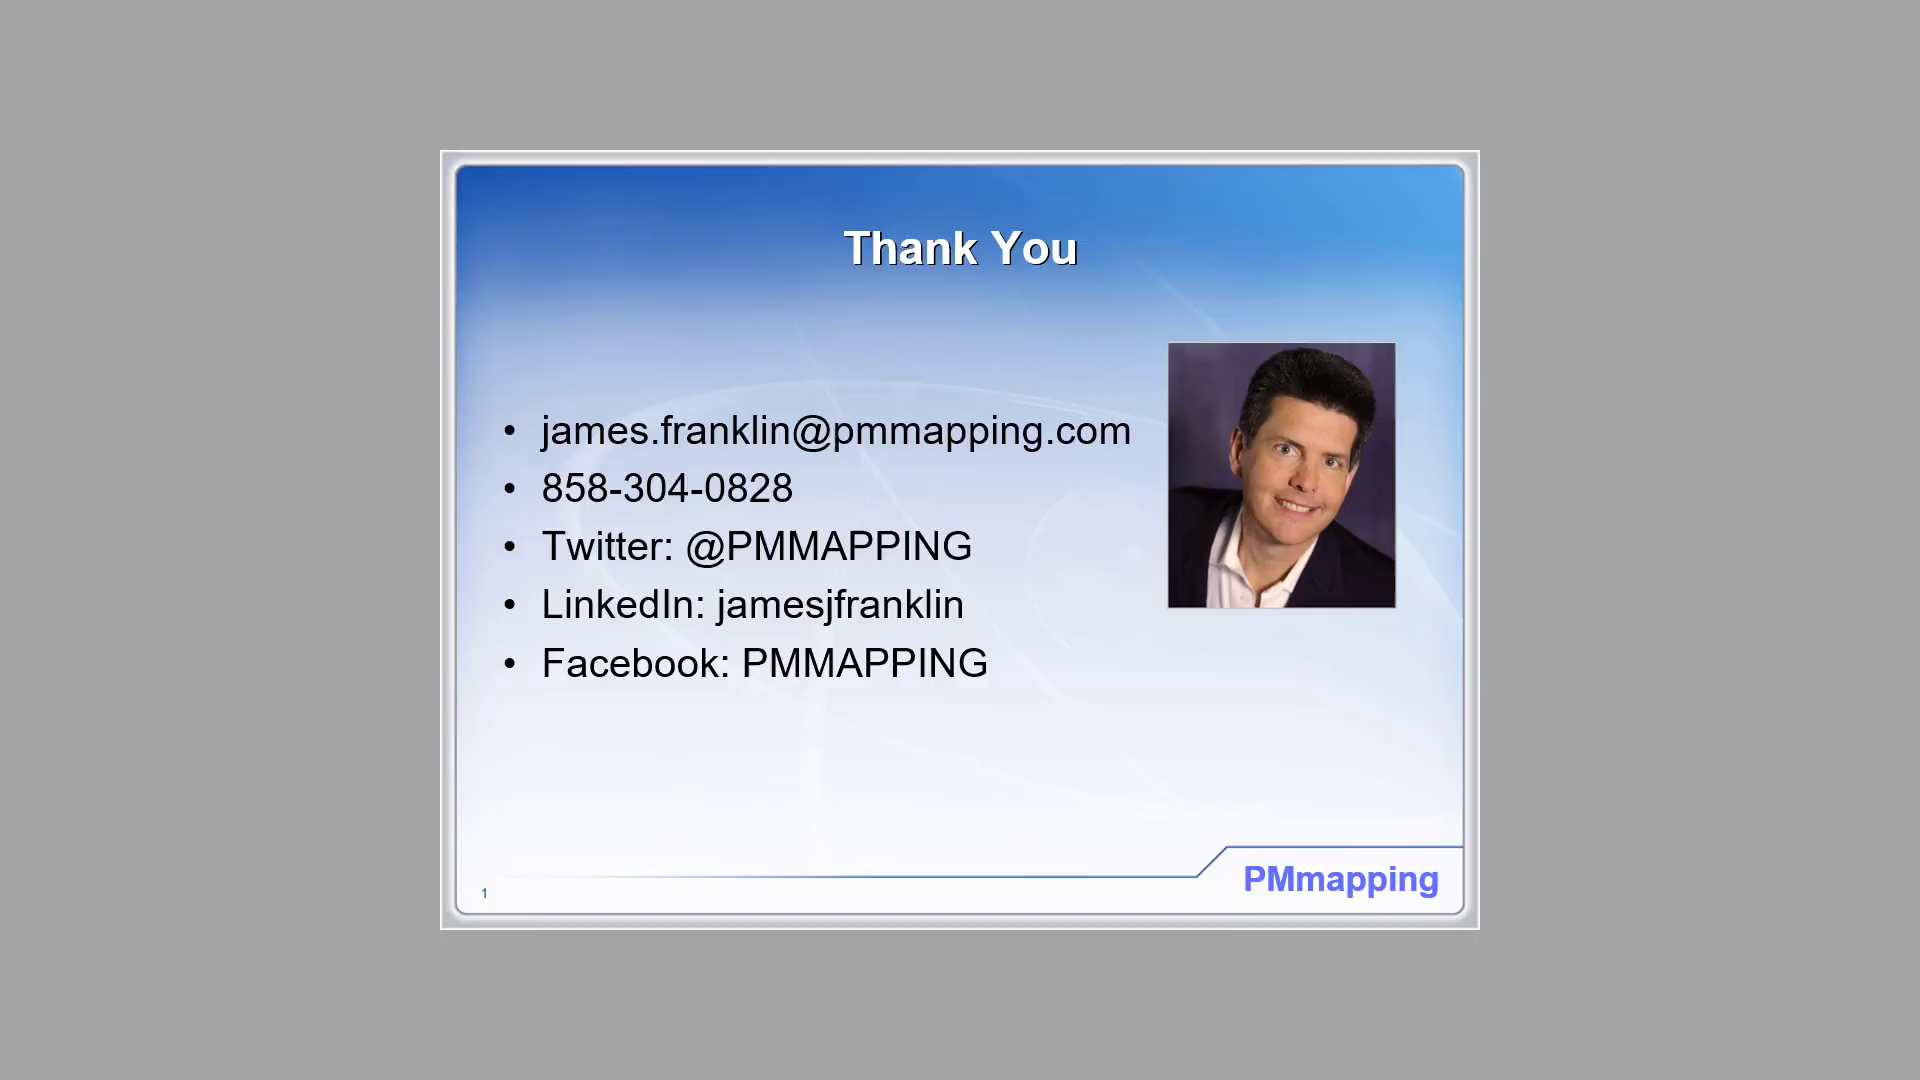 Thank You
• james.franklin@pmmapping.com
• 858-304-0828
• Twitter: @PMMAPPING
• LinkedIn: jamesjfranklin
• Facebook: PMMAPPING
1
PMmapping